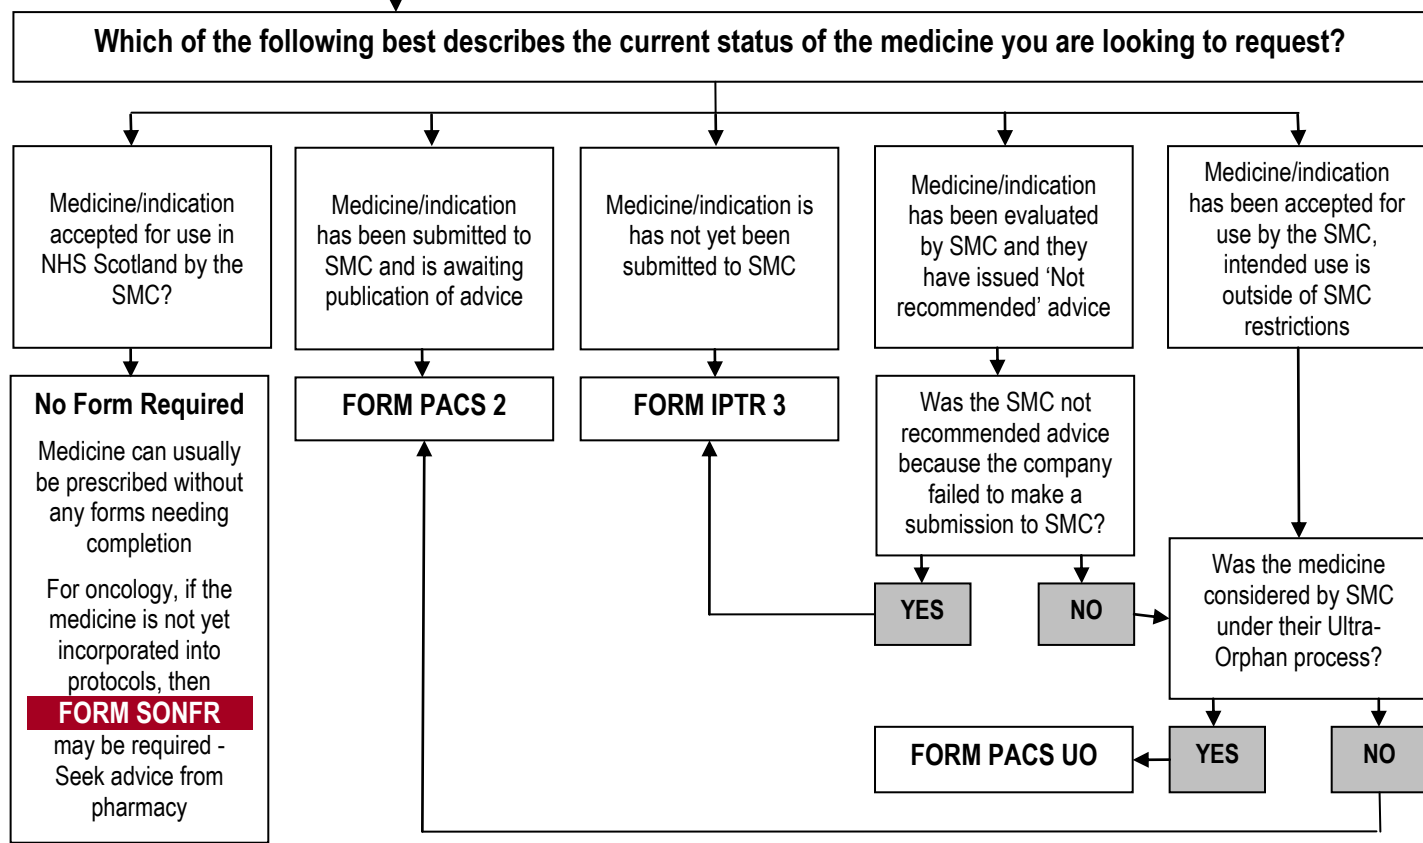 Which of the following best describes the current status of the medicine you are looking to request?
Medicine/indication
accepted for use in
NHS Scotland by the
SMC?
Medicine/indication
has been submitted to
SMC and is awaiting
publication of advice
Medicine/indication is
has not yet been
submitted to SMC
Medicine/indication
has been evaluated
by SMC and they
have issued ‘Not
recommended’ advice
Medicine/indication
has been accepted for
use by the SMC,
intended use is
outside of SMC
restrictions
No Form Required
Medicine can usually
be prescribed without
any forms needing
completion
For oncology, if the
medicine is not yet
incorporated into
protocols, then
FORM SONFR
may be required -
Seek advice from
pharmacy
FORM PACS 2
FORM IPTR 3
Was the SMC not
recommended advice
because the company
failed to make a
submission to SMC?
YES
NO
Was the medicine
considered by SMC
under their Ultra-
Orphan process?
FORM PACS UO
YES
NO